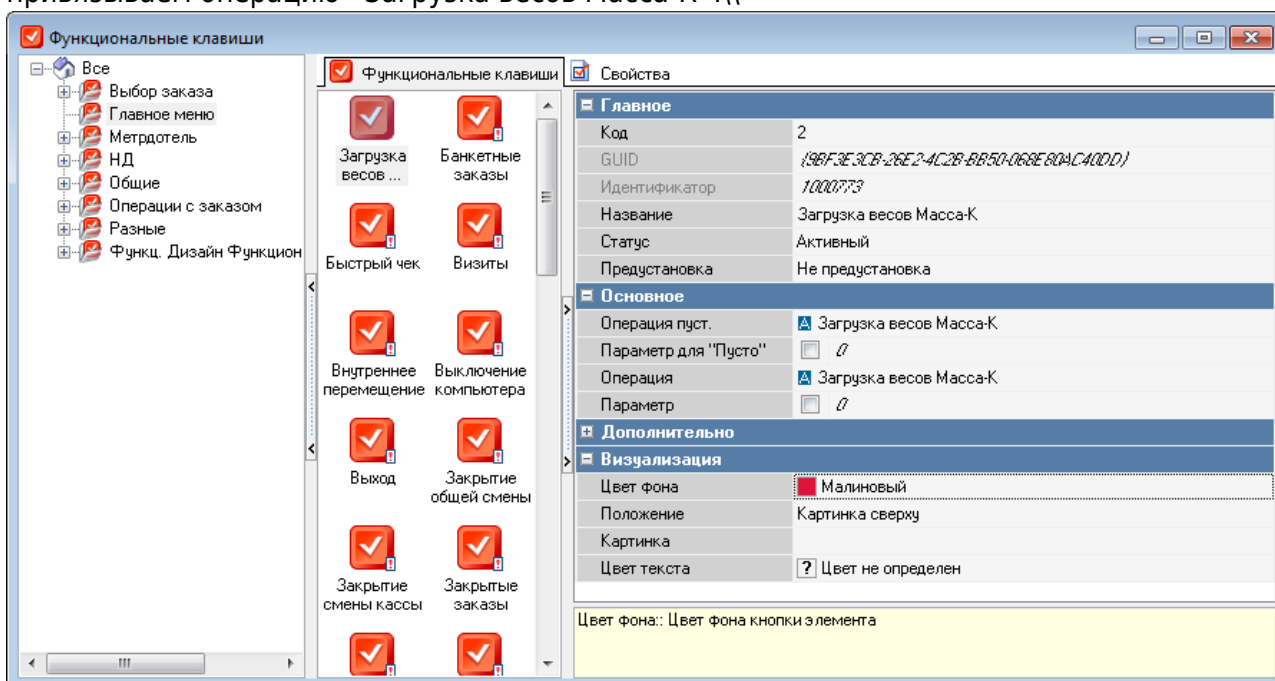 привязываем операцию "Загрузка весов Масса-К".\\
Функциональные клавиши
Все
Выбор заказа
Главное меню
Метрдотель
НД
Общие
Операции с заказом
Разные
Функц. Дизайн Функцион
Функциональные клавиши
Загрузка весов ...
Банкетные заказы
Быстрый чек
Визиты
Внутреннее перемещение
Выключение компьютера
Выход
Закрытие общей смены
Закрытие смены кассы
Закрытые заказы
Свойства
Главное
Код 2
GUID {9BF3E3CB-26E2-4C2B-BB50-068E80AC40DD}
Идентификатор 1000773
Название Загрузка весов Масса-К
Статус Активный
Предустановка Не предустановка
Основное
Операция пуст. Загрузка весов Масса-К
Параметр для "Пусто" 0
Операция Загрузка весов Масса-К
Параметр 0
Дополнительно
Визуализация
Цвет фона Малиновый
Положение Картинка сверху
Картинка
Цвет текста ? Цвет не определен
Цвет фона:: Цвет фона кнопки элемента